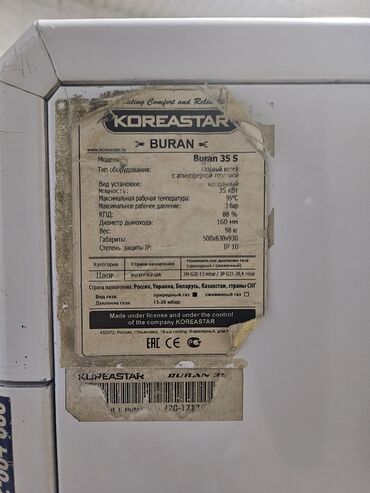 Creating Comfort and Reli
KOREASTAR
BURAN
www.koreastar.ru
Модель: Buran 35 S
Тип оборудования: Газовый котел
с атмосферной горелкой
Вид установки: напольный
Мощность: 35 кВт
Максимальная рабочая температура: 95°C
Максимальное рабочее давление: 3 бар
КПД: 88 %
Диаметр дымохода: 160 мм
Вес: 98 кг
Габариты: 500x630x930
Степень защиты IP: IP 10
Категория Страна назначения Номинальное давление газа
(природный / сжиженный)
2H-G20-13 mbar / 3P-G31-29,4 mbar
Страна назначения: Россия, Украина, Беларусь, Казахстан, страны СНГ
Вид газа: природный газ сжиженный газ
Давление: 13-20 мбар
Made under license and under the control
of the company KOREASTAR
EAC CE
KOREASTAR BURAN 35